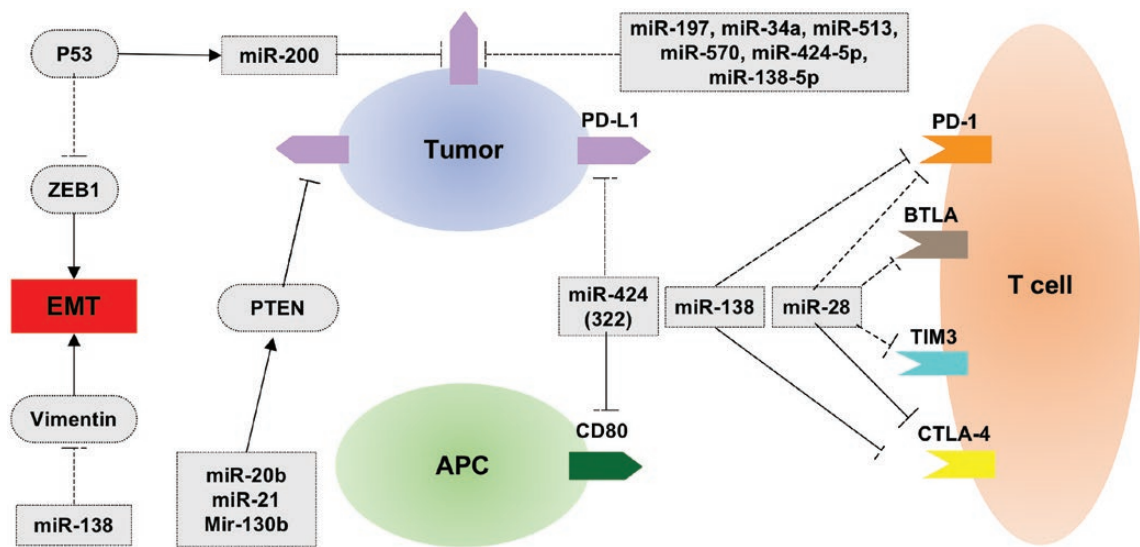 P53
miR-200
miR-197, miR-34a, miR-513,
miR-570, miR-424-5p,
miR-138-5p
PD-L1
Tumor
PD-1
ZEB1
BTLA
EMT
PTEN
miR-424
(322)
miR-138
miR-28
T cell
TIM3
Vimentin
CD80
CTLA-4
APC
miR-20b
miR-21
Mir-130b
miR-138